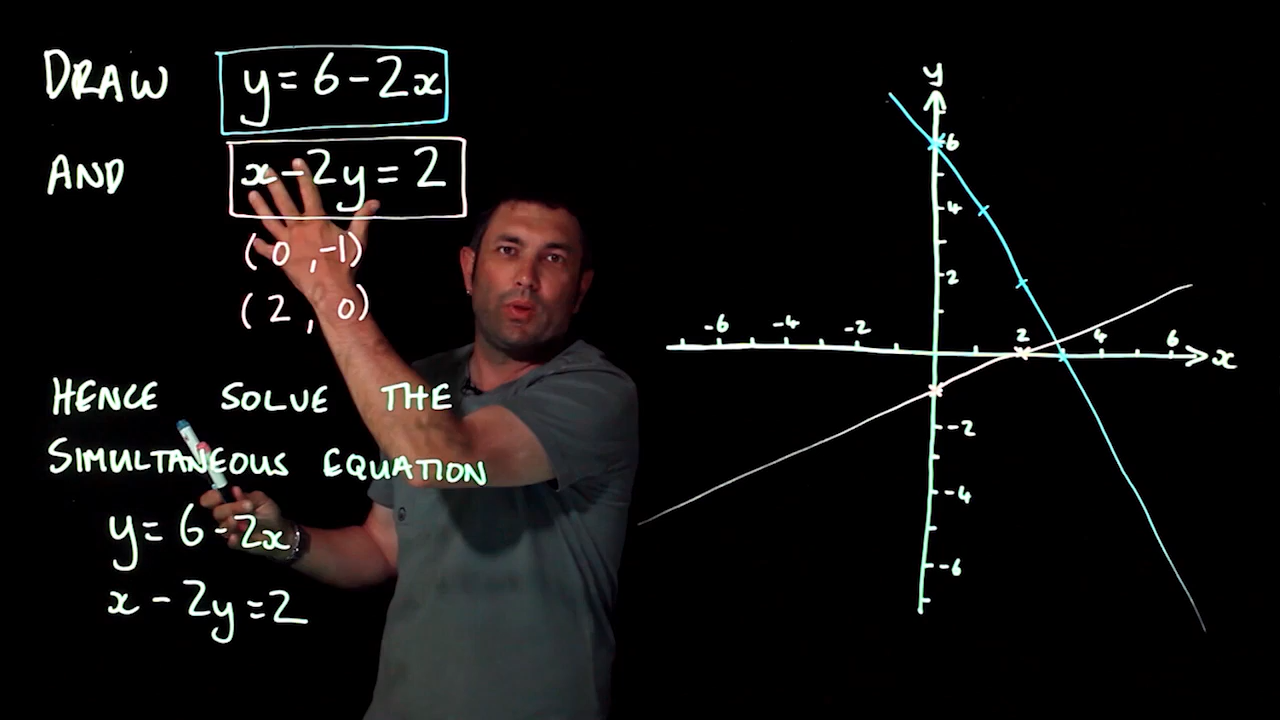 DRAW y = 6 - 2x
AND x - 2y = 2
(0, -1)
(2, 0)
HENCE SOLVE THE
SIMULTANEOUS EQUATION
y = 6 - 2x
x - 2y = 2
y
6
4
2
-6 -4 -2 2 4 6 x
-2
-4
-6